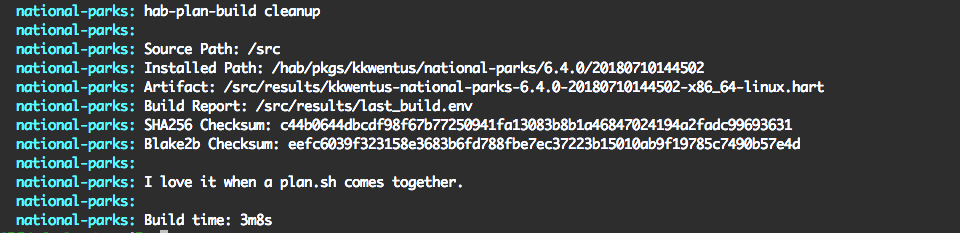 national-parks: hab-plan-build cleanup
national-parks:
national-parks: Source Path: /src
national-parks: Installed Path: /hab/pkgs/kkwentus/national-parks/6.4.0/20180710144502
national-parks: Artifact: /src/results/kkwentus-national-parks-6.4.0-20180710144502-x86_64-linux.hart
national-parks: Build Report: /src/results/last_build.env
national-parks: SHA256 Checksum: c44b0644dbcdf98f67b77250941fa13083b8b1a46847024194a2fadc99693631
national-parks: Blake2b Checksum: eefc6039f323158e3683b6fd788fbe7ec37223b15010ab9f19785c7490b57e4d
national-parks:
national-parks: I love it when a plan.sh comes together.
national-parks:
national-parks: Build time: 3m8s